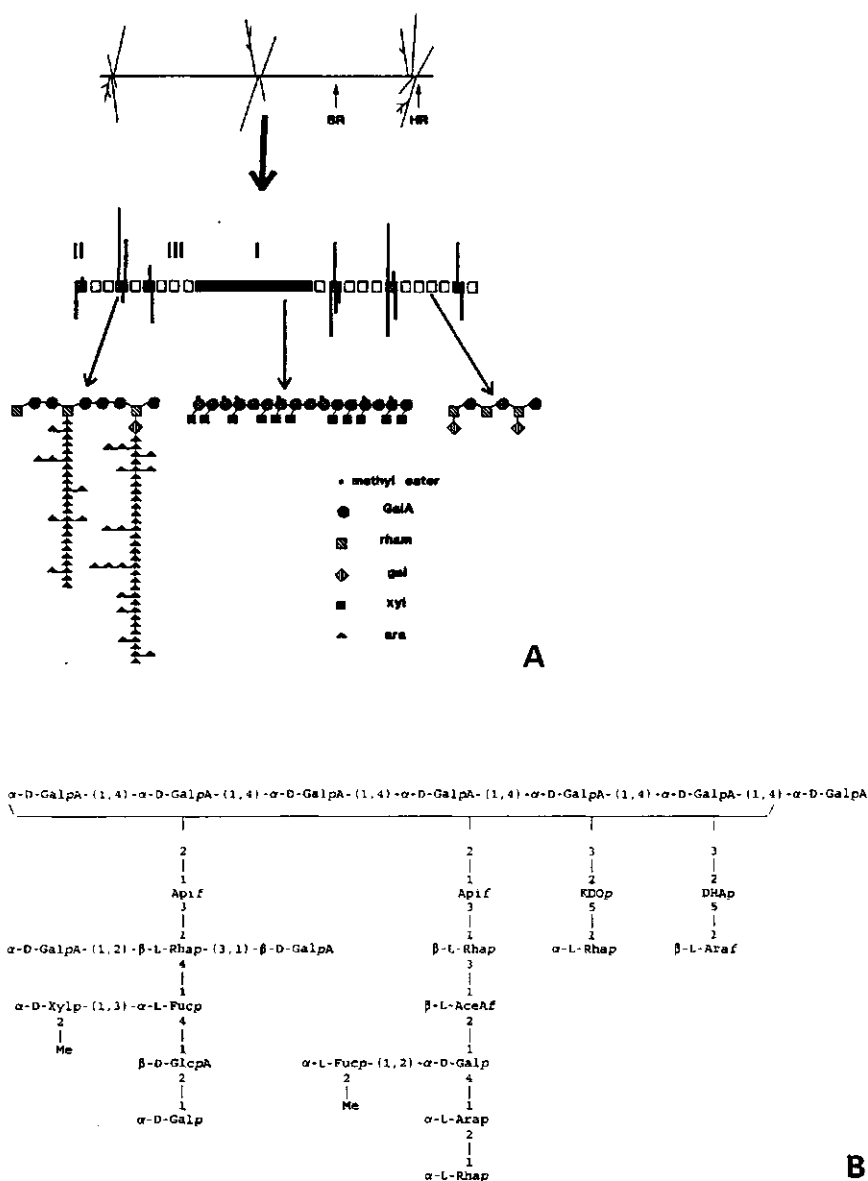 BR HR
II III I
• methyl ester
GalA
rham
gal
xyl
ara
A
α-D-GalpA-(1,4)-α-D-GalpA-(1,4)-α-D-GalpA-(1,4)-α-D-GalpA-(1,4)-α-D-GalpA-(1,4)-α-D-GalpA-(1,4)-α-D-GalpA
2 2 3 3
1 1 2 2
Apif Apif KDOp DHAp
3 3 5 5
1 1 1 2
α-D-GalpA-(1,2)-β-L-Rhap-(3,1)-β-D-GalpA β-L-Rhap α-L-Rhap β-L-Araf
4 3
1 1
α-D-Xylp-(1,3)-α-L-Fucp β-L-AceAf
2 4 2
1 1
Me β-D-GlcpA α-L-Fucp-(1,2)-α-D-Galp
2 2 4
1 Me 1
α-D-Galp α-L-Arap
2
1
α-L-Rhap
B